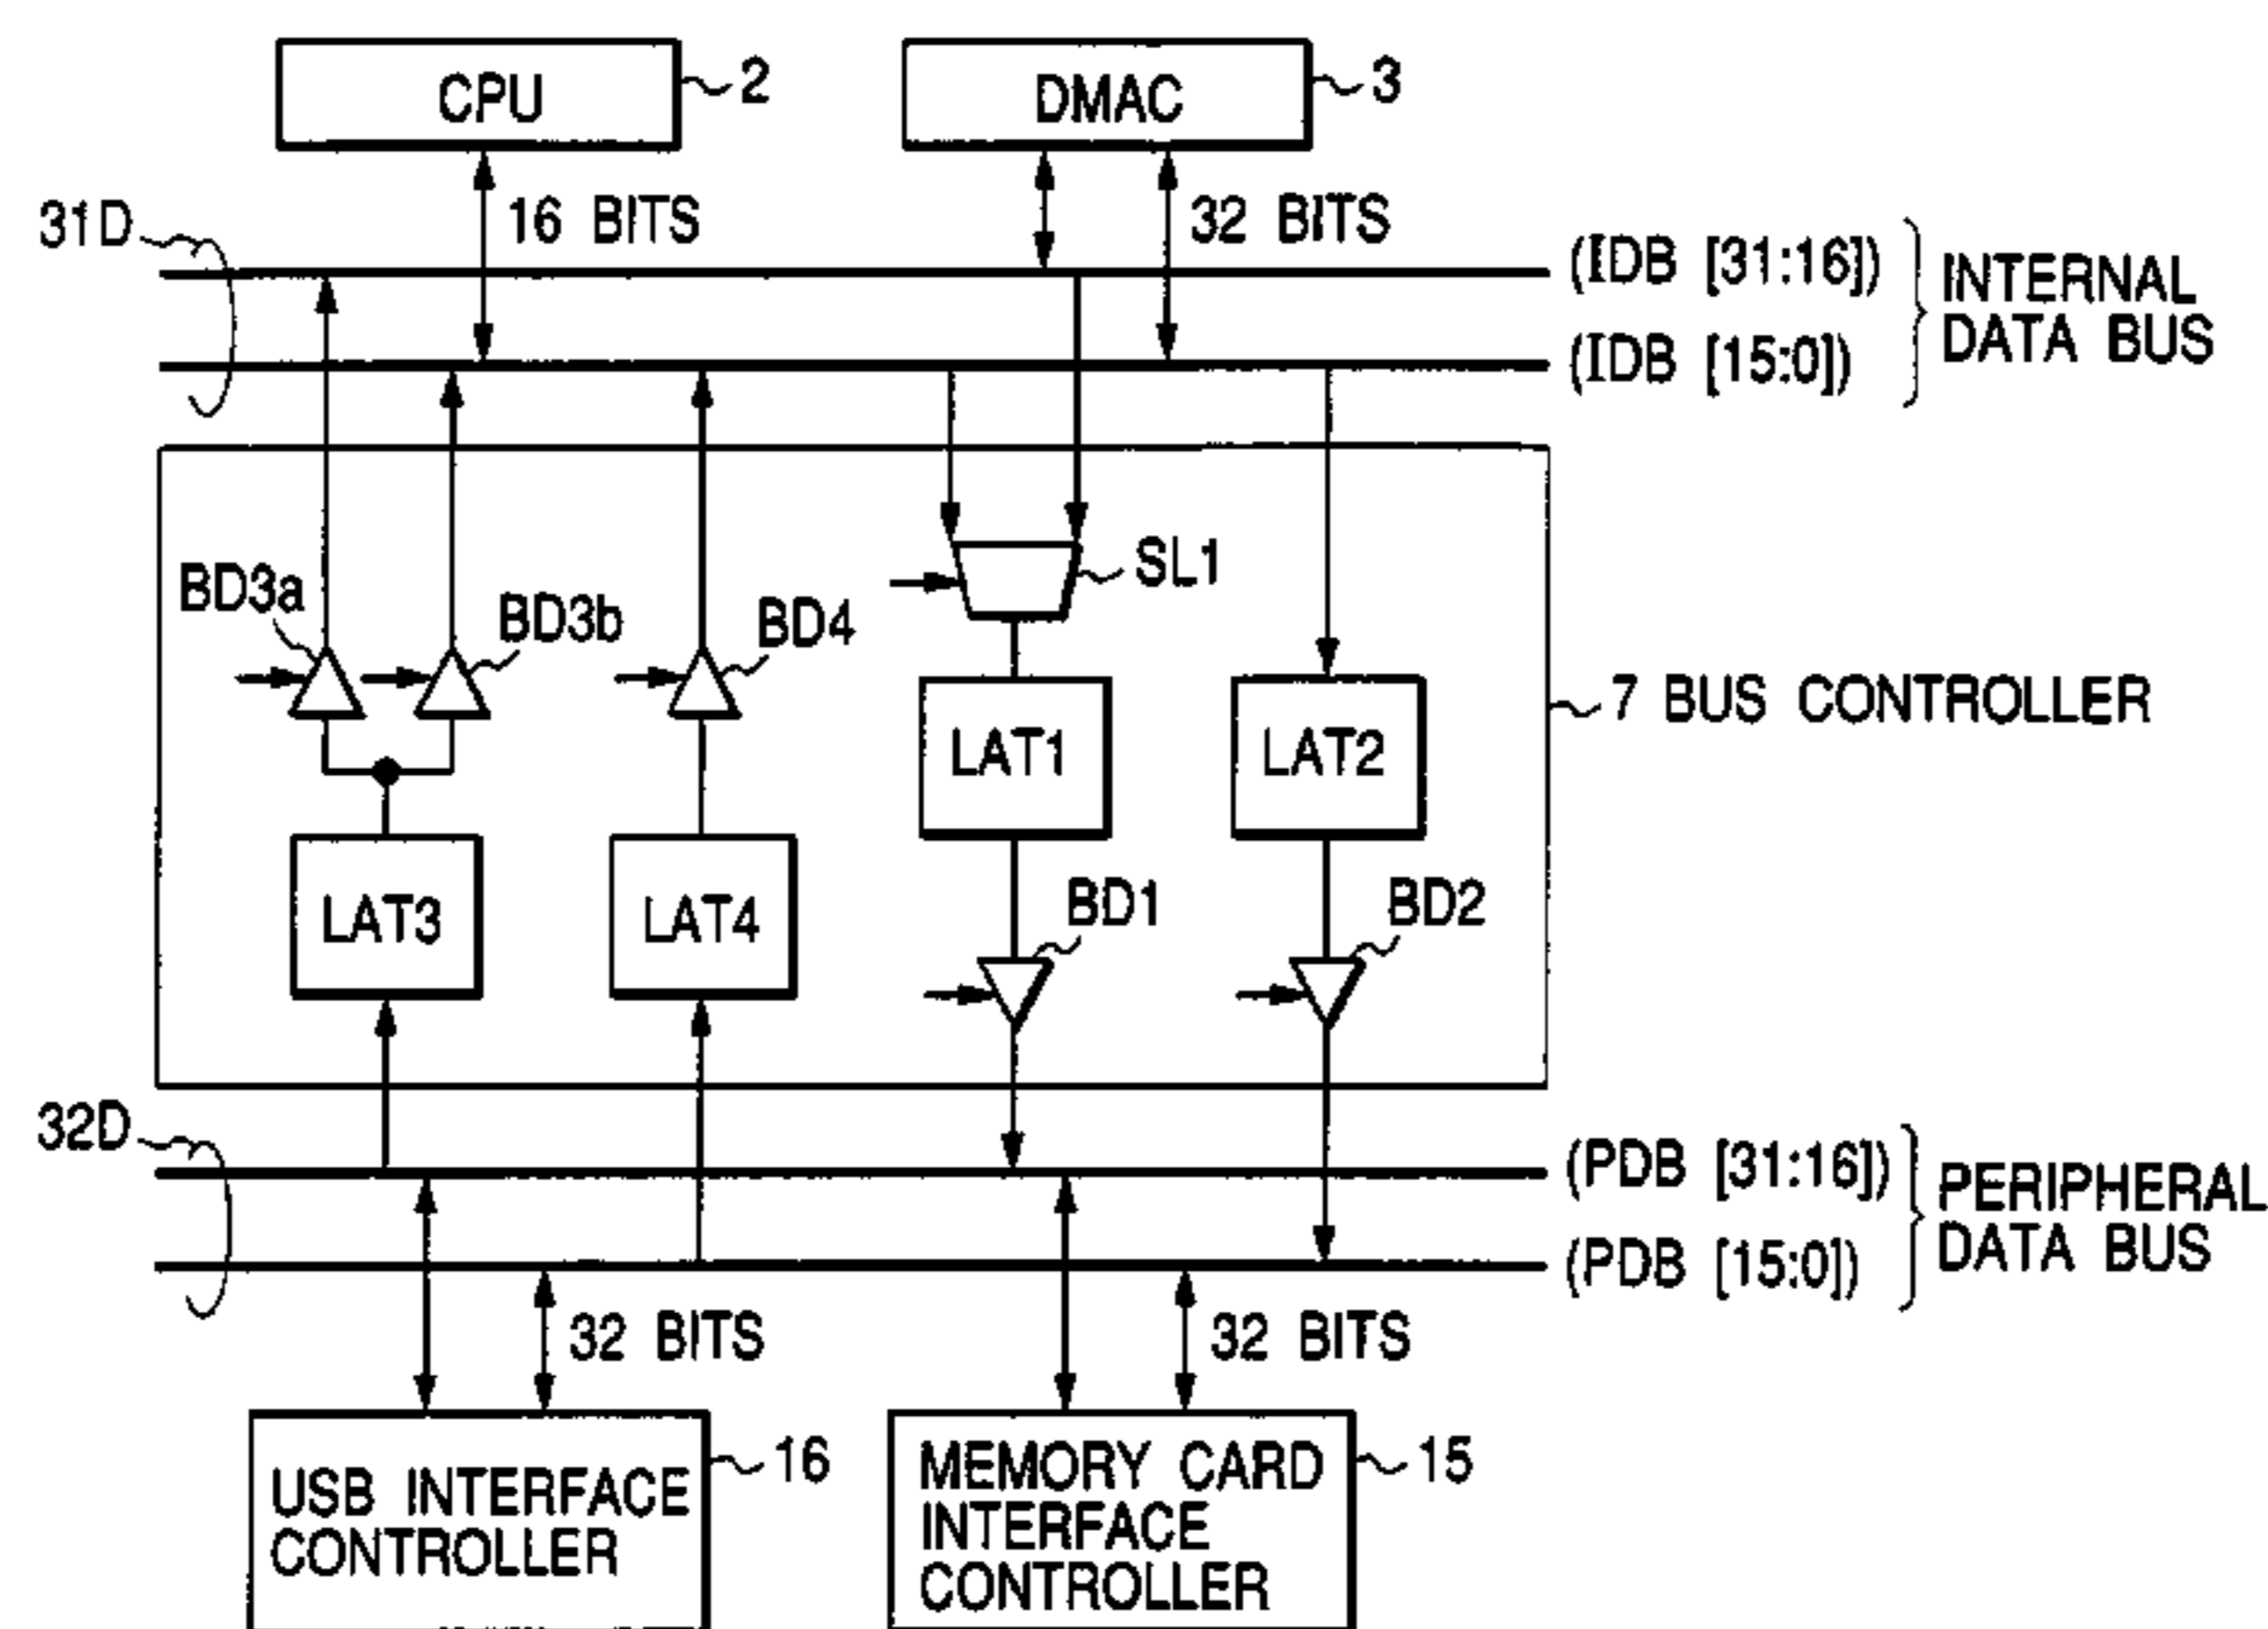 CPU
2
DMAC
3
31D
16 BITS
32 BITS
(IDB [31:16])
(IDB [15:0])
INTERNAL
DATA BUS
BD3a
BD3b
BD4
SL1
7 BUS CONTROLLER
LAT1
LAT2
LAT3
LAT4
BD1
BD2
32D
(PDB [31:16])
(PDB [15:0])
PERIPHERAL
DATA BUS
32 BITS
32 BITS
USB INTERFACE
CONTROLLER
16
MEMORY CARD
INTERFACE
CONTROLLER
15